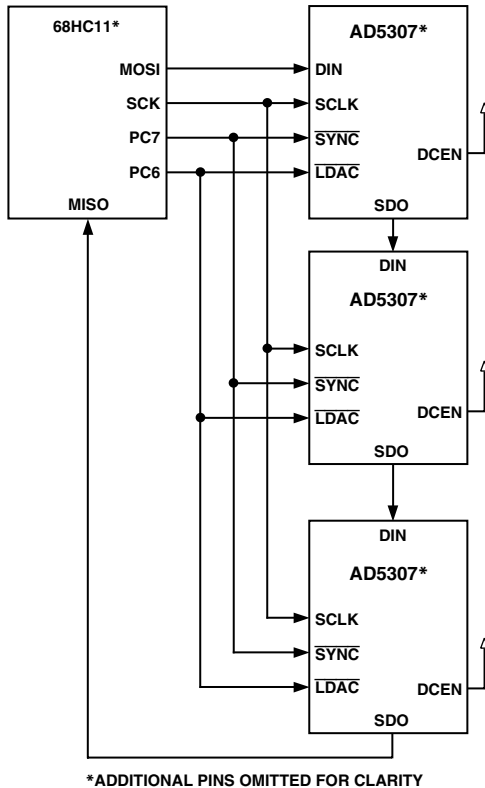 68HC11*
MOSI
SCK
PC7
PC6
MISO
AD5307*
DIN
SCLK
SYNC
LDAC
DCEN
SDO
DIN
AD5307*
SCLK
SYNC
LDAC
DCEN
SDO
DIN
AD5307*
SCLK
SYNC
LDAC
DCEN
SDO
*ADDITIONAL PINS OMITTED FOR CLARITY